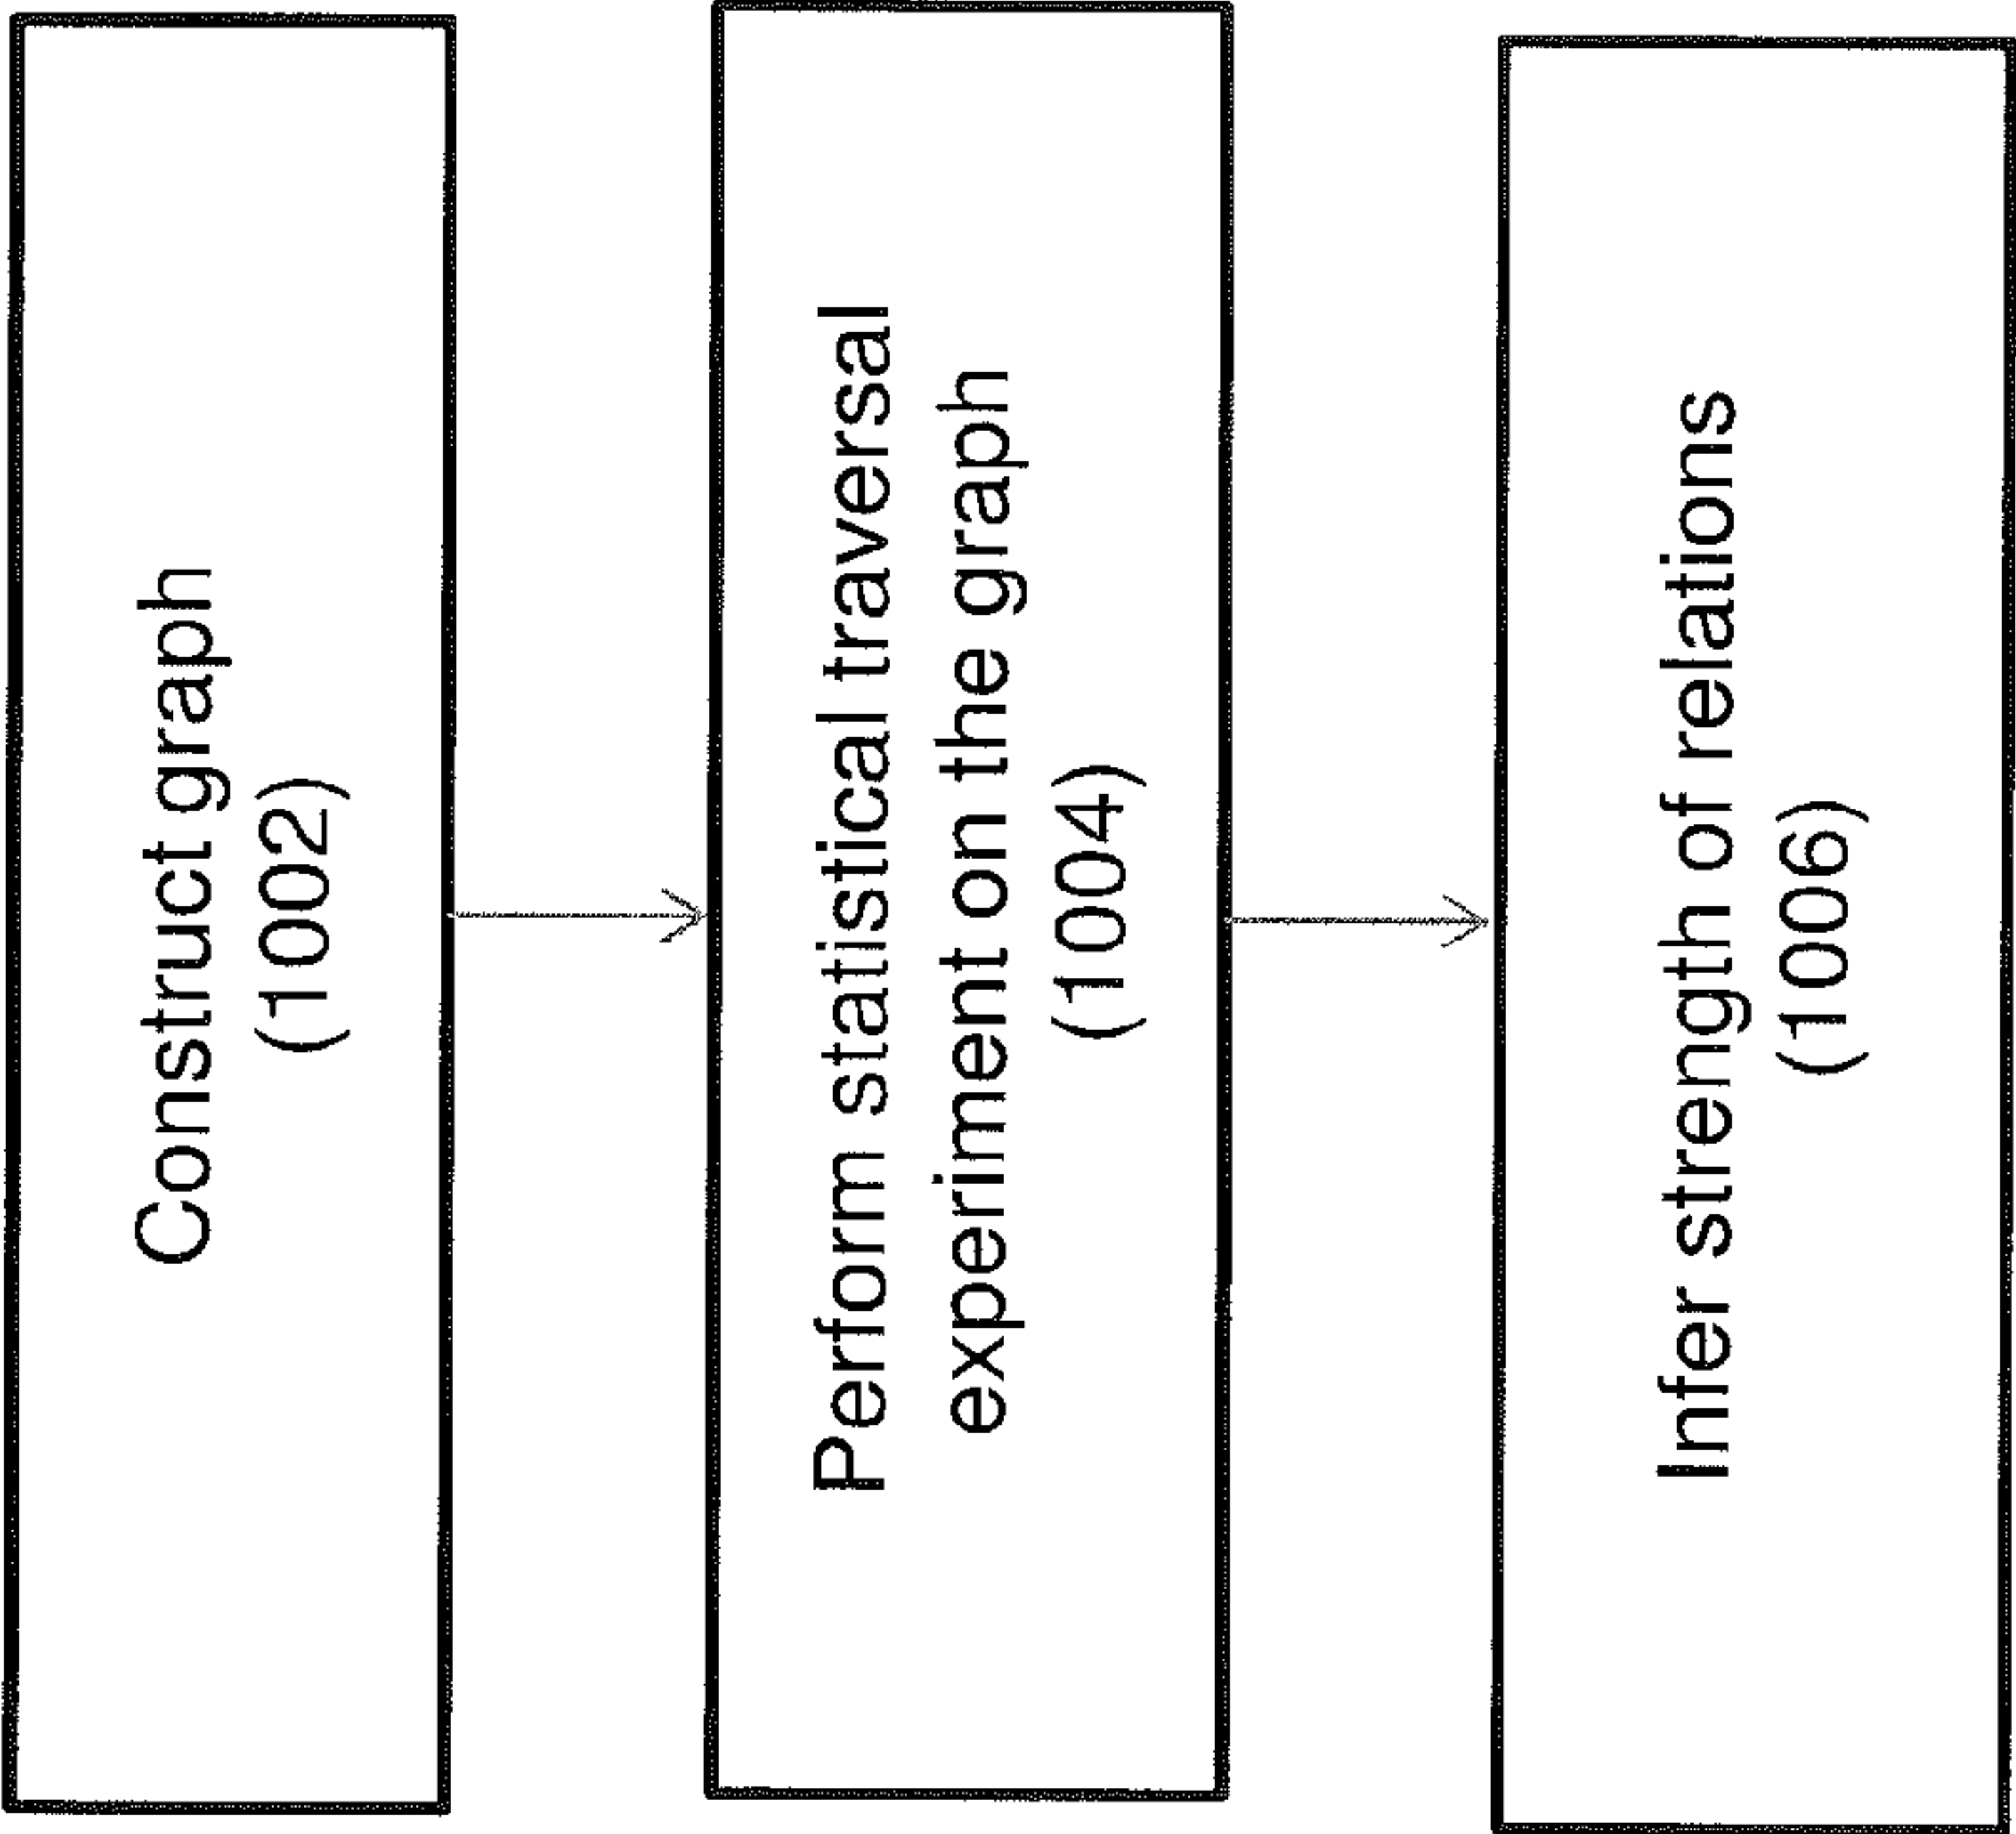 Construct graph
(1002)
Perform statistical traversal
experiment on the graph
(1004)
Infer strength of relations
(1006)